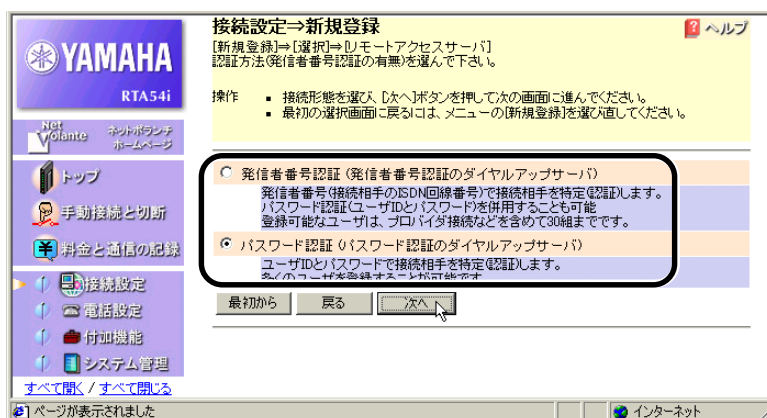 YAMAHA
RTA54i
Net Volante ネットボランチ
ホームページ
トップ
手動接続と切断
料金と通信の記録
接続設定
電話設定
付加機能
システム管理
すべて開く / すべて閉じる
接続設定⇒新規登録
ヘルプ
[新規登録]⇒[選択]⇒[リモートアクセスサーバ]
認証方法(発信者番号認証の有無)を選んで下さい。
操作
■ 接続形態を選び、[次へ]ボタンを押して次の画面に進んでください。
■ 最初の選択画面に戻るには、メニューの[新規登録]を選び直してください。
発信者番号認証 (発信者番号認証のダイヤルアップサーバ)
発信者番号(接続相手のISDN回線番号)で接続相手を特定(認証)します。
パスワード認証(ユーザIDとパスワード)を併用することも可能
登録可能なユーザは、プロバイダ接続などを含めて30組までです。
パスワード認証 (パスワード認証のダイヤルアップサーバ)
ユーザIDとパスワードで接続相手を特定(認証)します。
多くのユーザを登録することが可能です。
最初から 戻る 次へ
ページが表示されました
インターネット